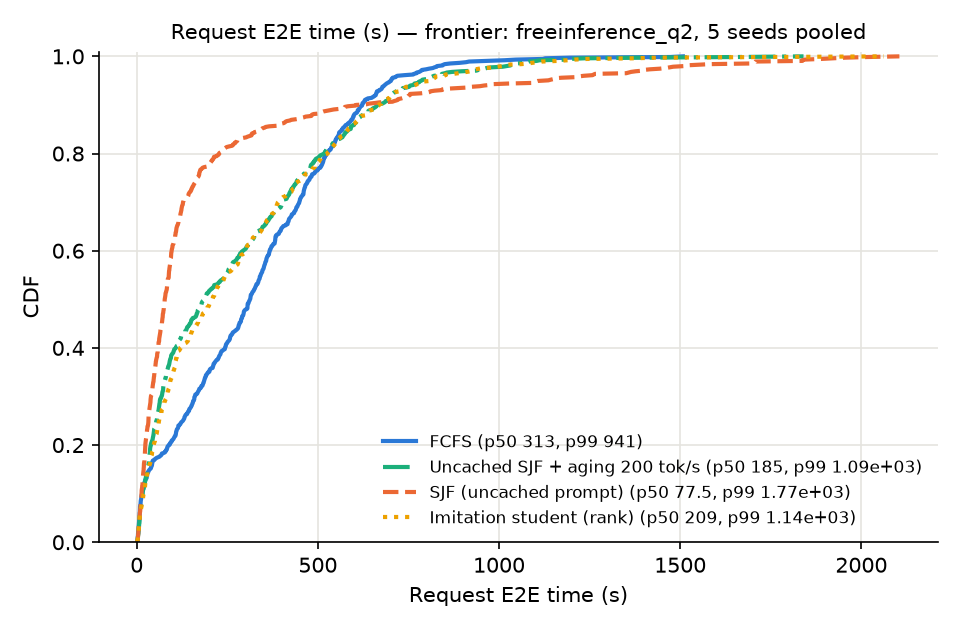 Request E2E time (s) — frontier: freeinference_q2, 5 seeds pooled
CDF
1.0
0.8
0.6
0.4
0.2
0.0
FCFS (p50 313, p99 941)
Uncached SJF + aging 200 tok/s (p50 185, p99 1.09e+03)
SJF (uncached prompt) (p50 77.5, p99 1.77e+03)
Imitation student (rank) (p50 209, p99 1.14e+03)
0 500 1000 1500 2000
Request E2E time (s)